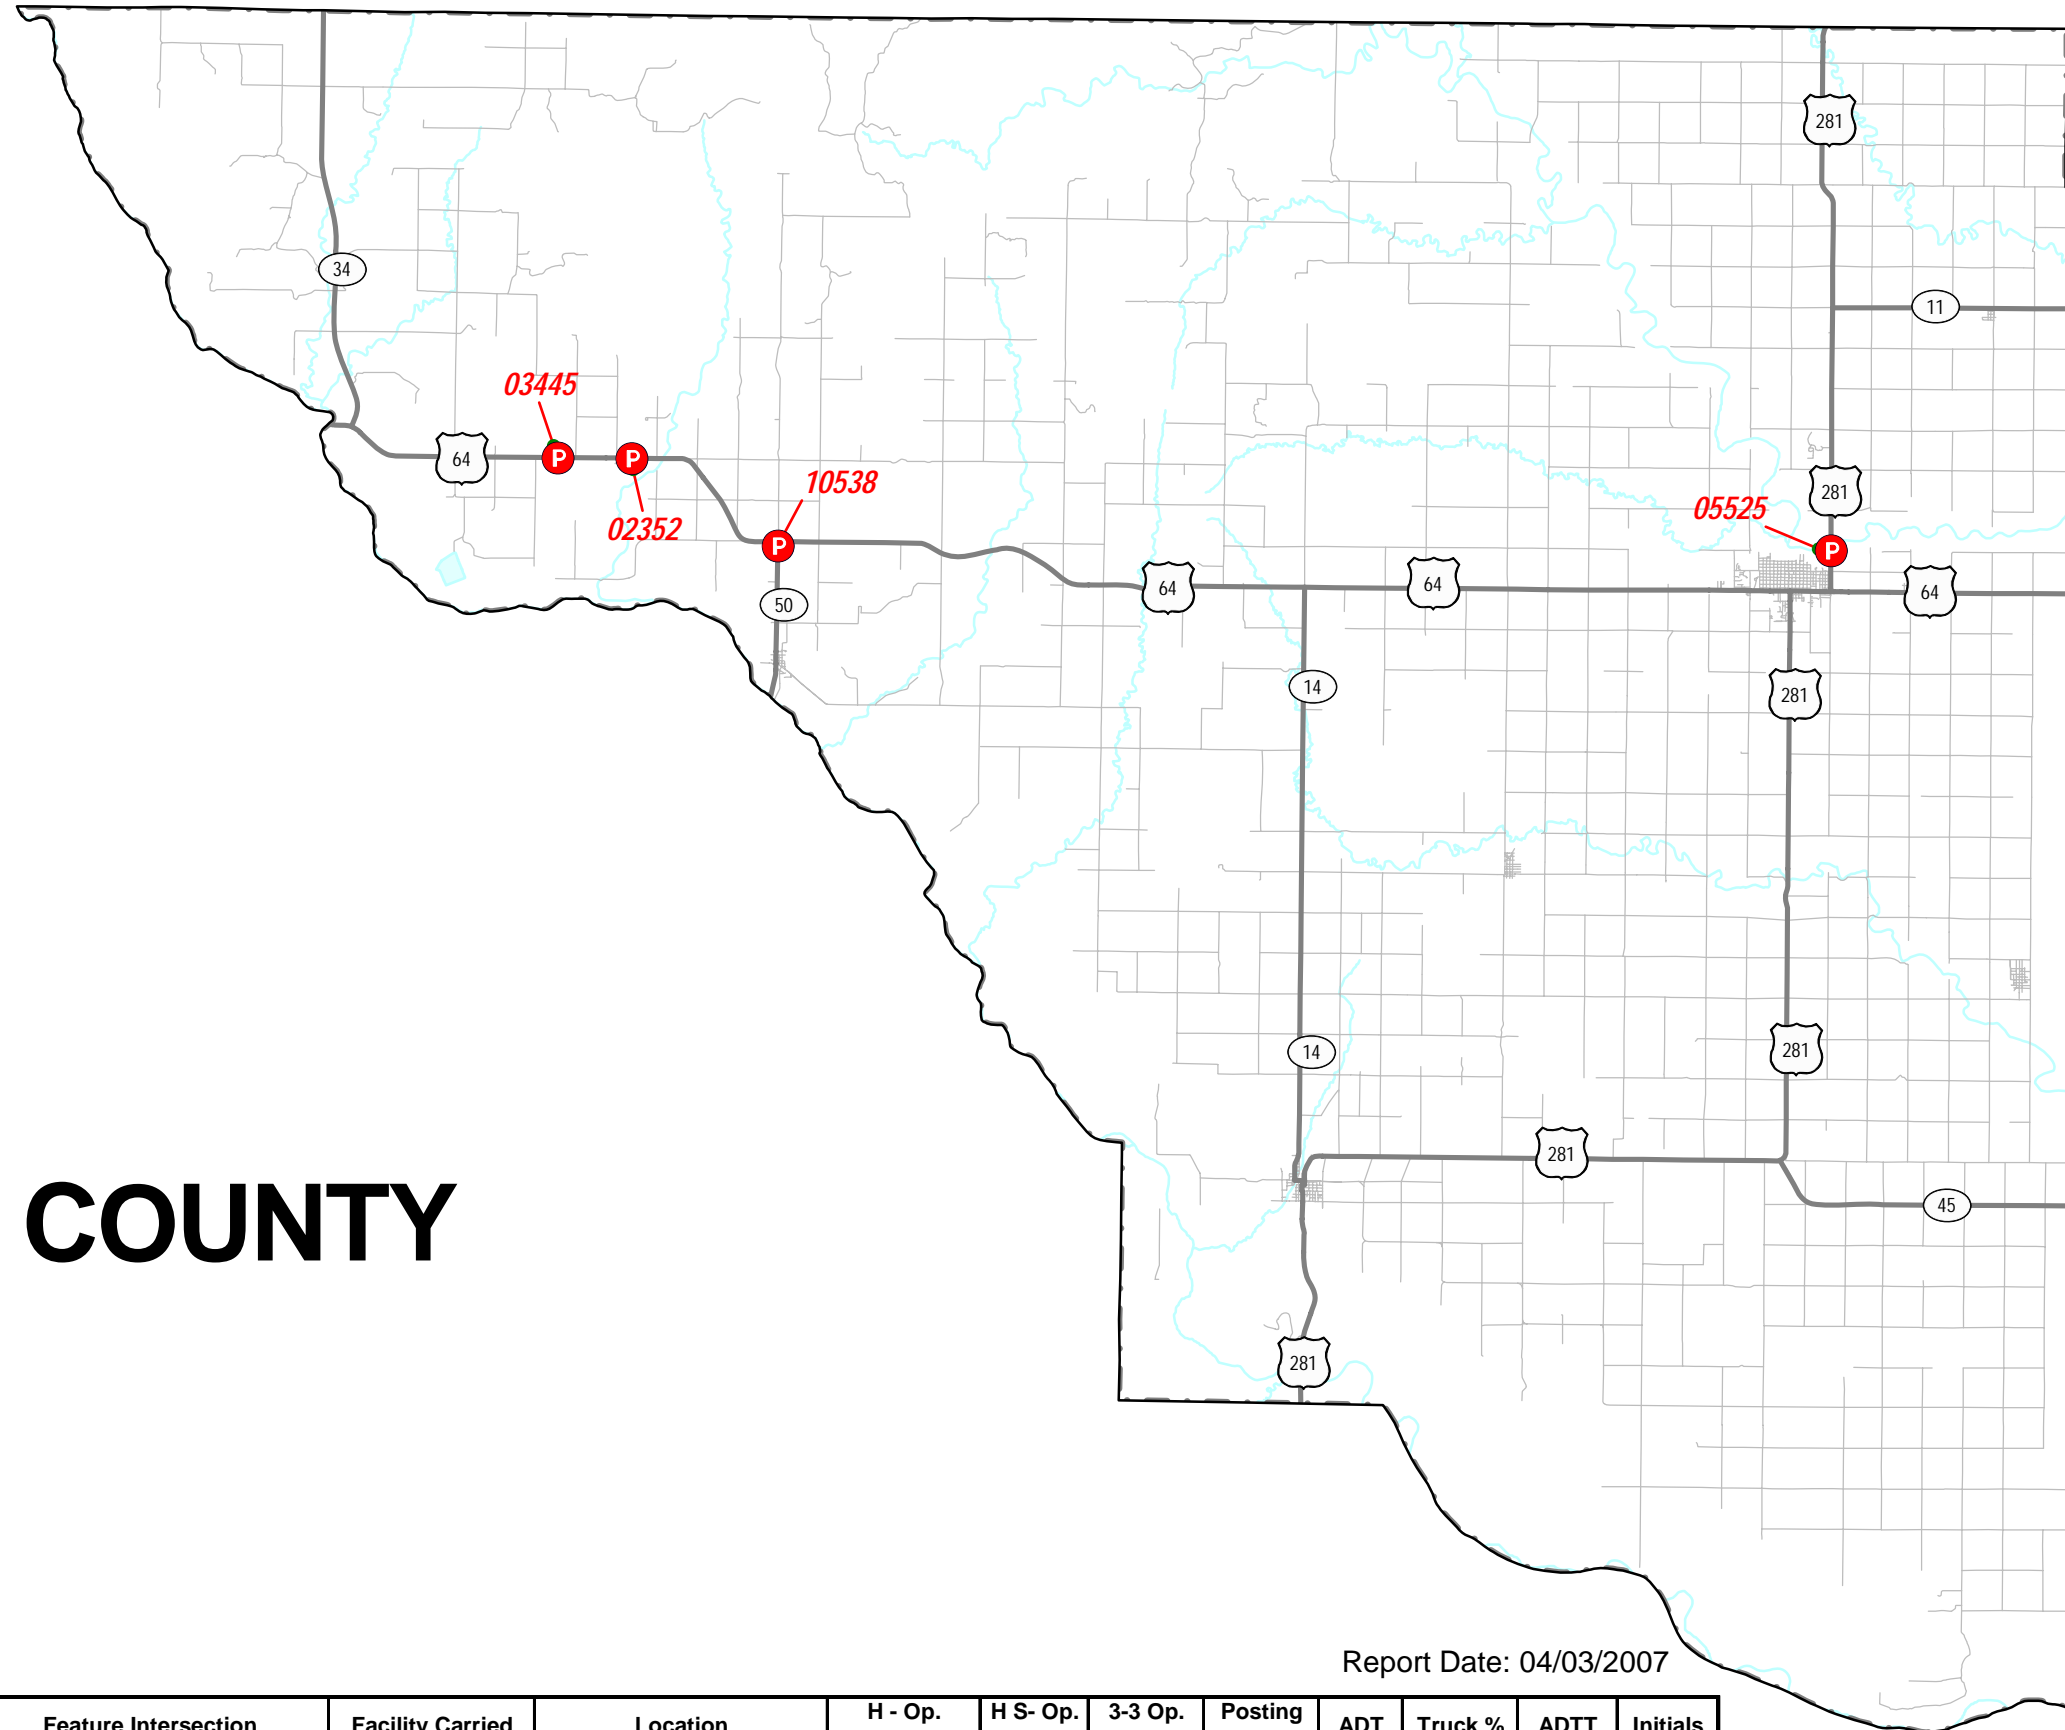 281
34
11
03445
64
P
P
10538
281
02352
05525
P
P
50
64
64
64
14
281
14
281
281
COUNTY
45
281
Report Date: 04/03/2007
Feature Intersection Facility Carried Location H - Op. H S- Op. 3-3 Op. Posting ADT Truck % ADTT Initials